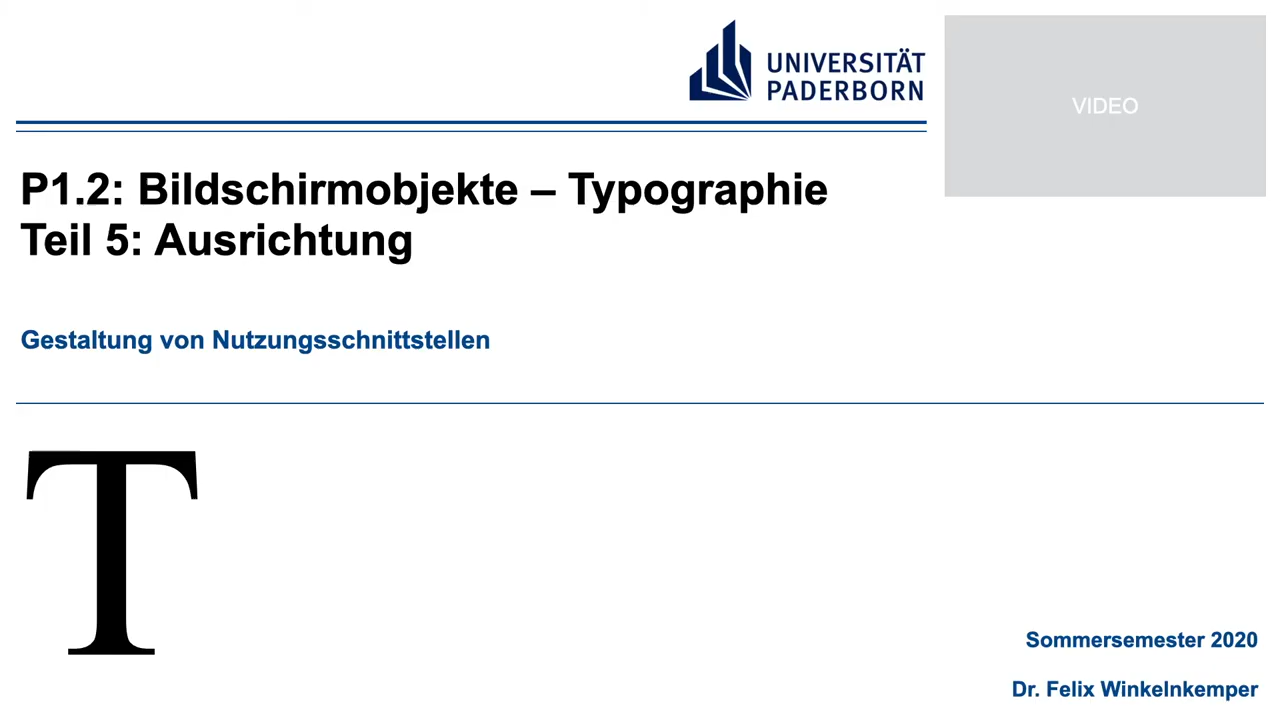 UNIVERSITÄT
PADERBORN
VIDEO
P1.2: Bildschirmobjekte – Typographie
Teil 5: Ausrichtung
Gestaltung von Nutzungsschnittstellen
T
Sommersemester 2020
Dr. Felix Winkelnkemper